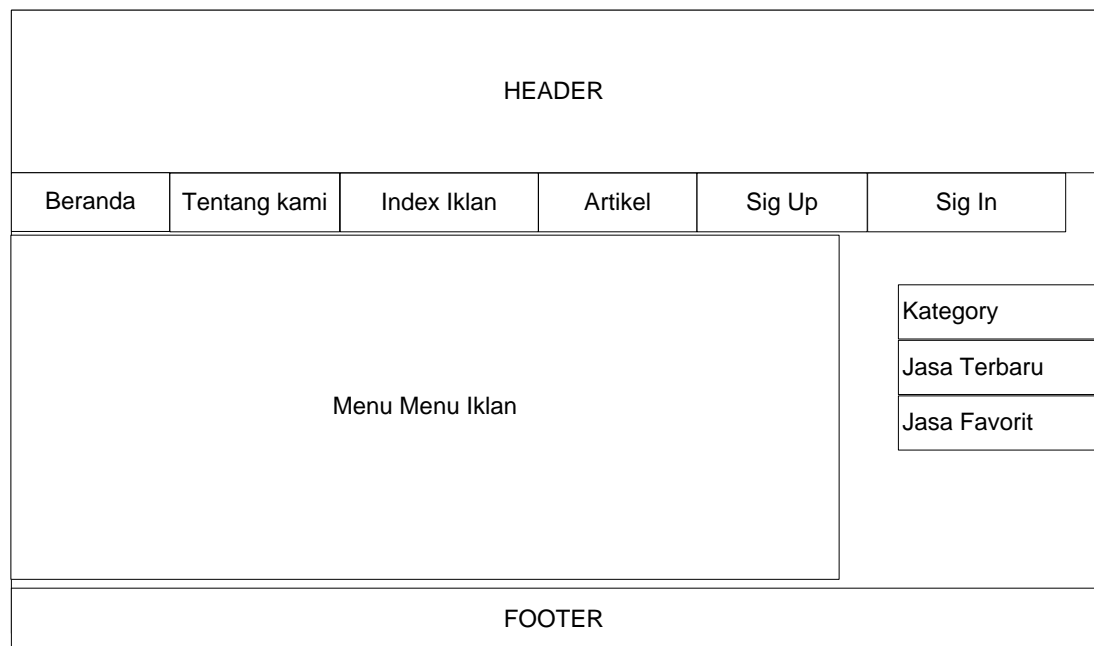 HEADER
Beranda
Tentang kami
Index Iklan
Artikel
Sig Up
Sig In
Kategory
Jasa Terbaru
Jasa Favorit
Menu Menu Iklan
FOOTER